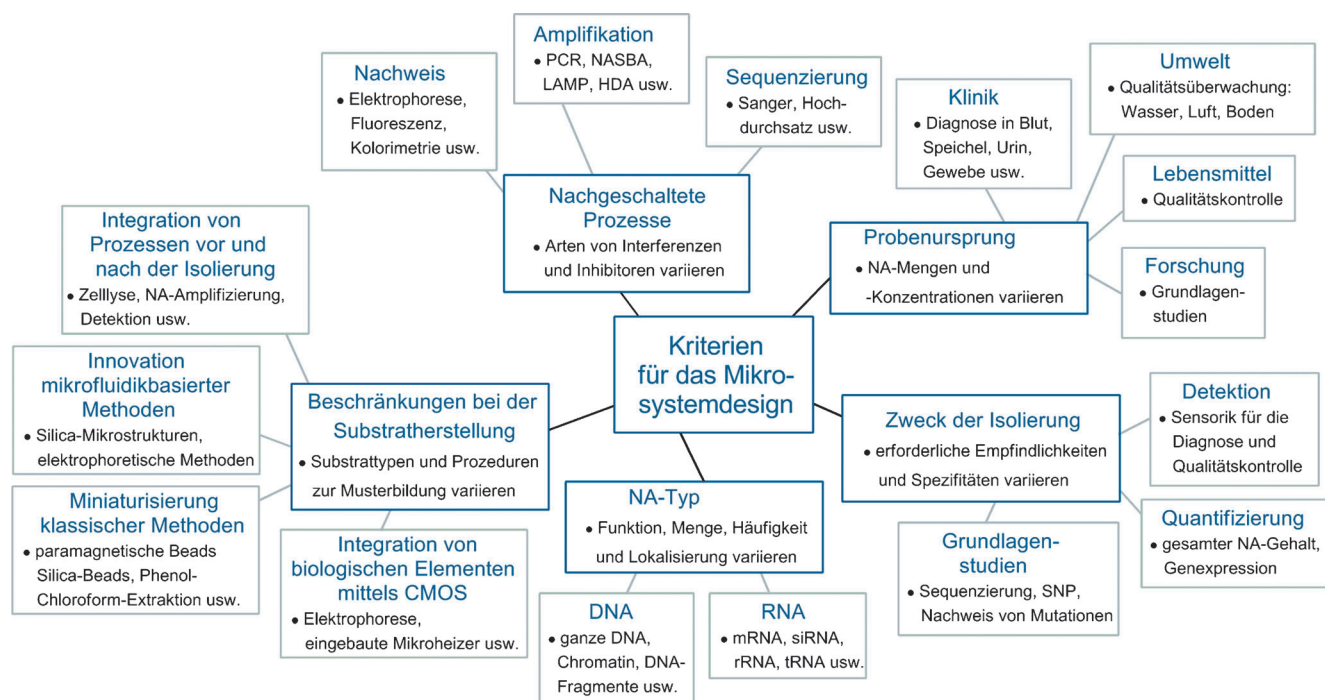 Amplifikation
• PCR, NASBA,
LAMP, HDA usw.
Nachweis
• Elektrophorese,
Fluoreszenz,
Kolorimetrie usw.
Sequenzierung
• Sanger, Hoch-
durchsatz usw.
Klinik
• Diagnose in Blut,
Speichel, Urin,
Gewebe usw.
Umwelt
• Qualitätsüberwachung:
Wasser, Luft, Boden
Lebensmittel
• Qualitätskontrolle
Forschung
• Grundlagen-
studien
Nachgeschaltete
Prozesse
• Arten von Interferenzen
und Inhibitoren variieren
Probenursprung
• NA-Mengen und
-Konzentrationen variieren
Integration von
Prozessen vor und
nach der Isolierung
• Zelllyse, NA-Amplifizierung,
Detektion usw.
Kriterien
für das Mikro-
systemdesign
Innovation
mikrofluidikbasierter
Methoden
• Silica-Mikrostrukturen,
elektrophoretische Methoden
Beschränkungen bei der
Substratherstellung
• Substrattypen und Prozeduren
zur Musterbildung variieren
Miniaturisierung
klassischer Methoden
• paramagnetische Beads
Silica-Beads, Phenol-
Chloroform-Extraktion usw.
Integration von
biologischen Elementen
mittels CMOS
• Elektrophorese,
eingebaute Mikroheizer usw.
NA-Typ
• Funktion, Menge, Häufigkeit
und Lokalisierung variieren
DNA
• ganze DNA,
Chromatin, DNA-
Fragmente usw.
RNA
• mRNA, siRNA,
rRNA, tRNA usw.
Zweck der Isolierung
• erforderliche Empfindlichkeiten
und Spezifitäten variieren
Detektion
• Sensorik für die
Diagnose und
Qualitätskontrolle
Quantifizierung
• gesamter NA-Gehalt,
Genexpression
Grundlagen-
studien
• Sequenzierung, SNP,
Nachweis von Mutationen